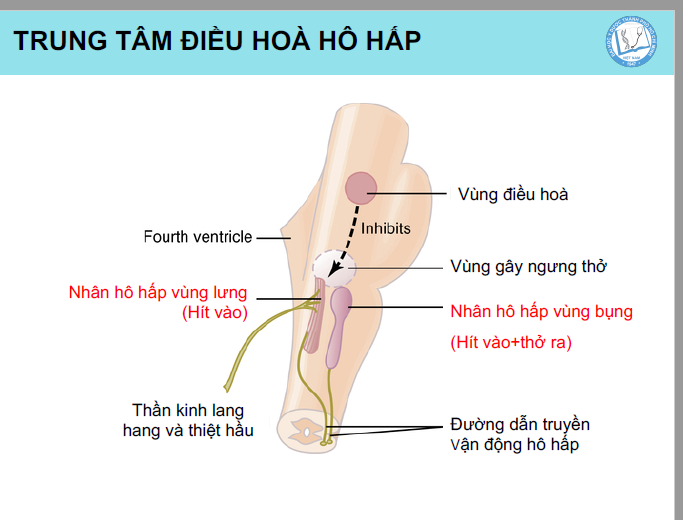 TRUNG TÂM ĐIỀU HOÀ HÔ HẤP
Vùng điều hoà
Inhibits
Fourth ventricle
Vùng gây ngưng thở
Nhân hô hấp vùng lưng
(Hít vào)
Nhân hô hấp vùng bụng
(Hít vào+thở ra)
Thần kinh lang
hang và thiệt hầu
Đường dẫn truyền
Vận động hô hấp
VIỆT NAM